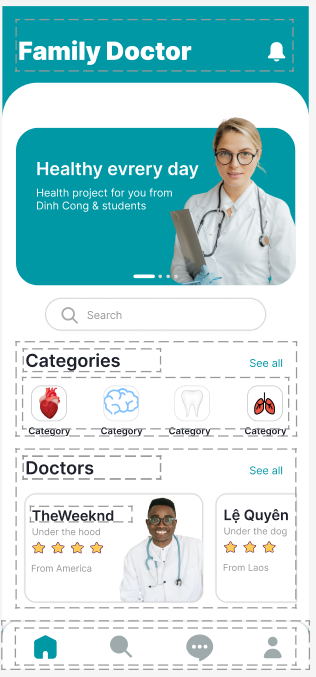 Family Doctor
Healthy evrery day
Health project for you from
Dinh Cong & students
Search
Categories
See all
Category
Category
Category
Category
Doctors
See all
TheWeeknd
Under the hood
From America
Lệ Quyên
Under the dog
From Laos